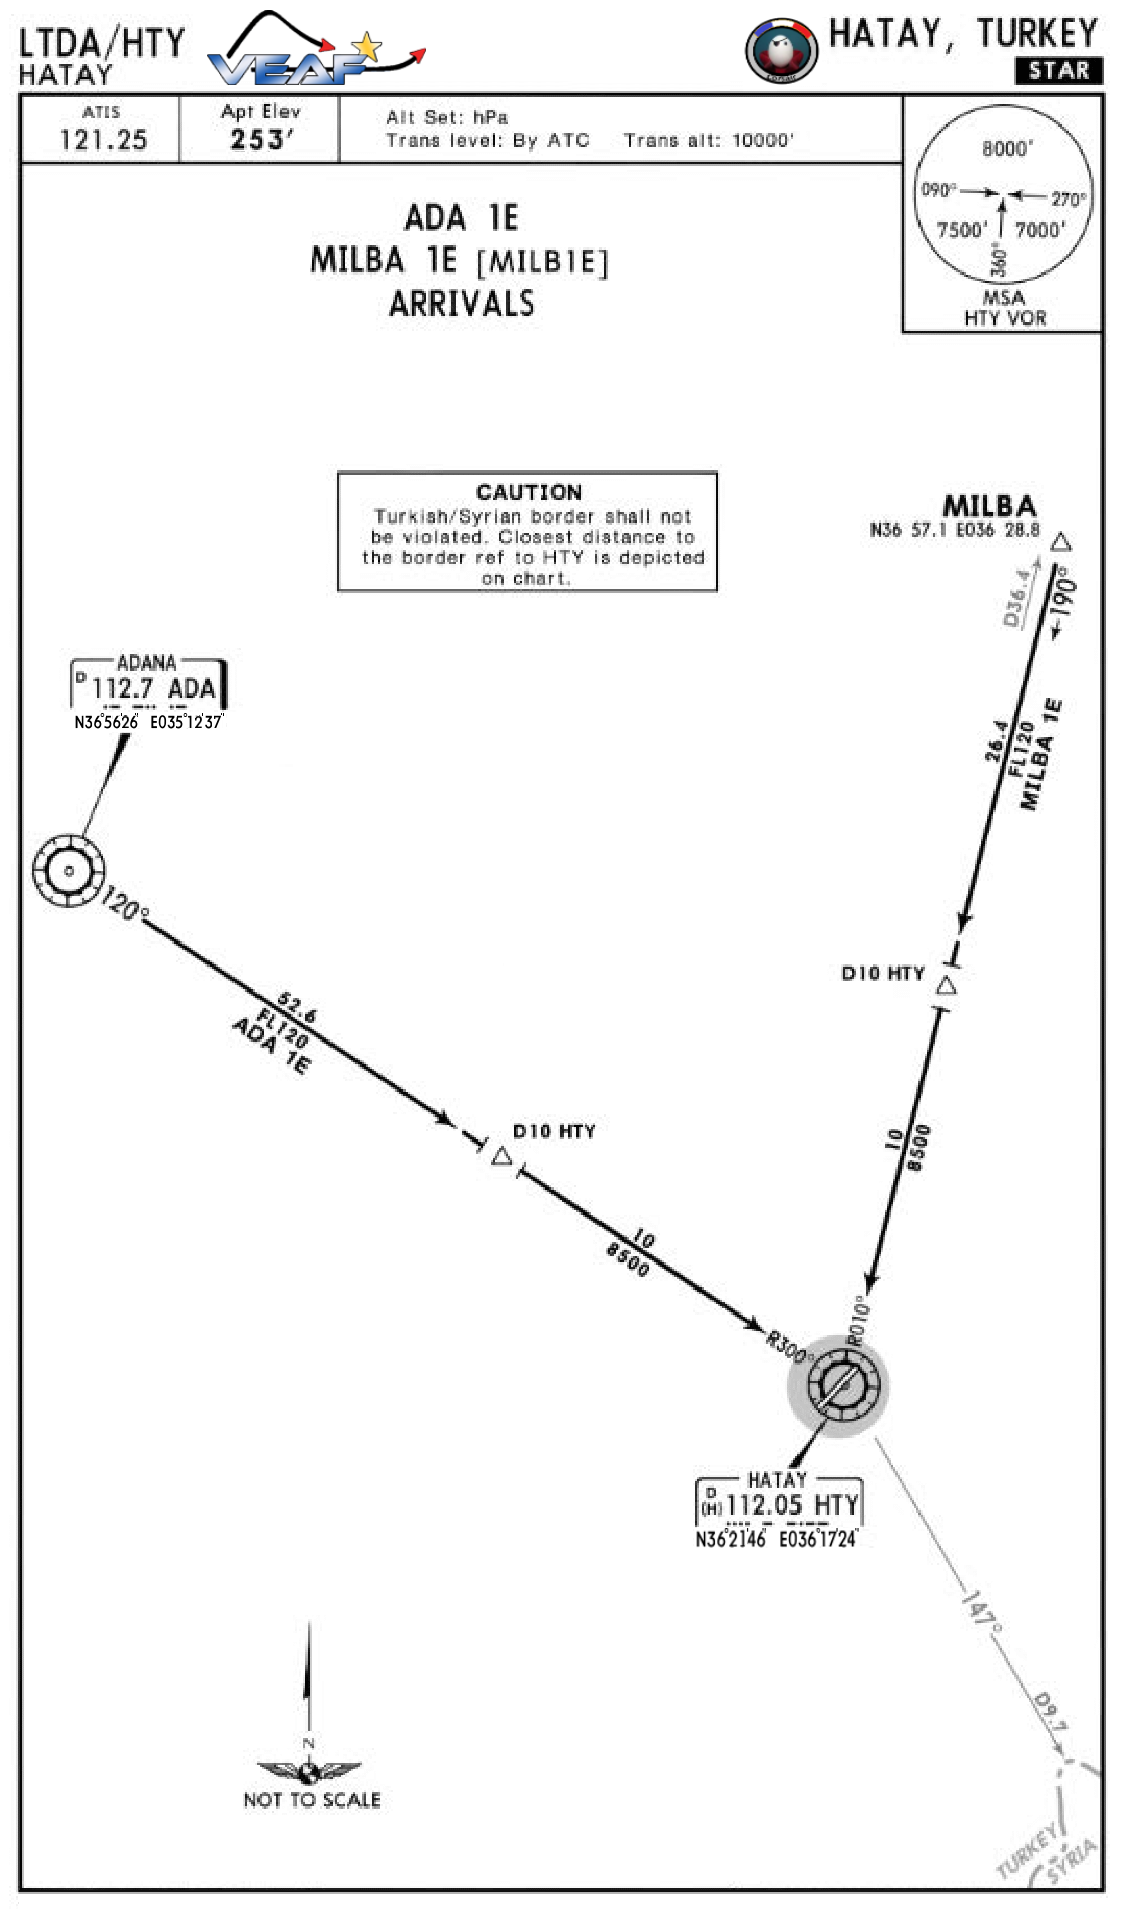 LTDA/HTY
HATAY
VEAF
HATAY, TURKEY
STAR
ATIS
121.25
Apt Elev
253'
Alt Set: hPa
Trans level: By ATC Trans alt: 10000'
8000'
090°
270°
7500'
7000'
360°
MSA
HTY VOR
ADA 1E
MILBA 1E [MILB1E]
ARRIVALS
CAUTION
Turkish/Syrian border shall not
be violated. Closest distance to
the border ref to HTY is depicted
on chart.
MILBA
N36 57.1 E036 28.8
D36.4
190°
26.4
FL120
MILBA 1E
ADANA
D
112.7 ADA
N36°56'26" E035°12'37"
120°
52.6
FL120
ADA 1E
D10 HTY
D10 HTY
10
8500
10
8500
R300°
R010°
HATAY
D
(H) 112.05 HTY
N36°21'46" E036°17'24"
147°
D9.7
N
NOT TO SCALE
TURKEY
SYRIA